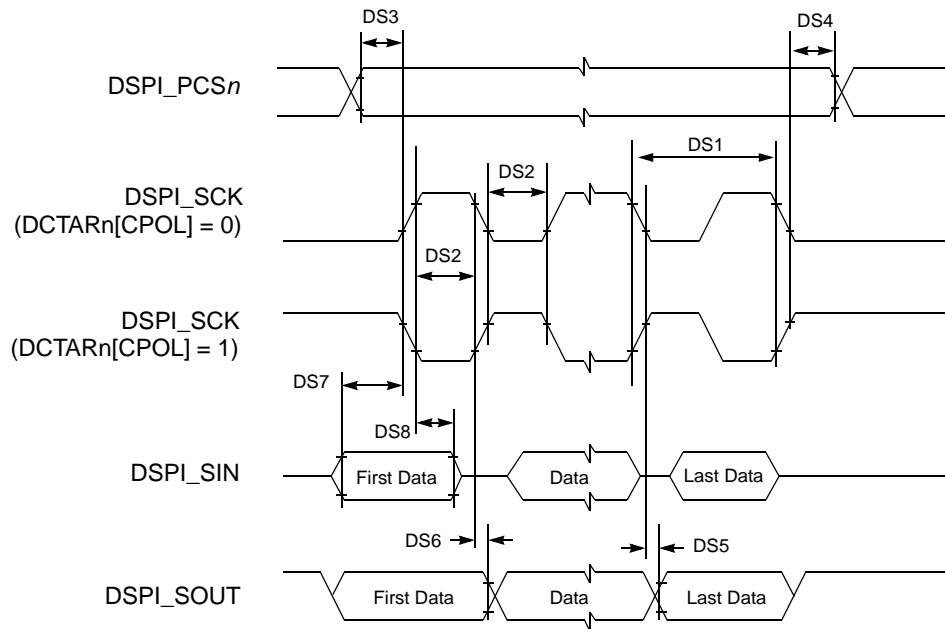 DS3
DS4
DSPI_PCSn
DS1
DS2
DSPI_SCK
(DCTARn[CPOL] = 0)
DS2
DSPI_SCK
(DCTARn[CPOL] = 1)
DS7
DS8
DSPI_SIN
First Data
Data
Last Data
DS6
DS5
DSPI_SOUT
First Data
Data
Last Data